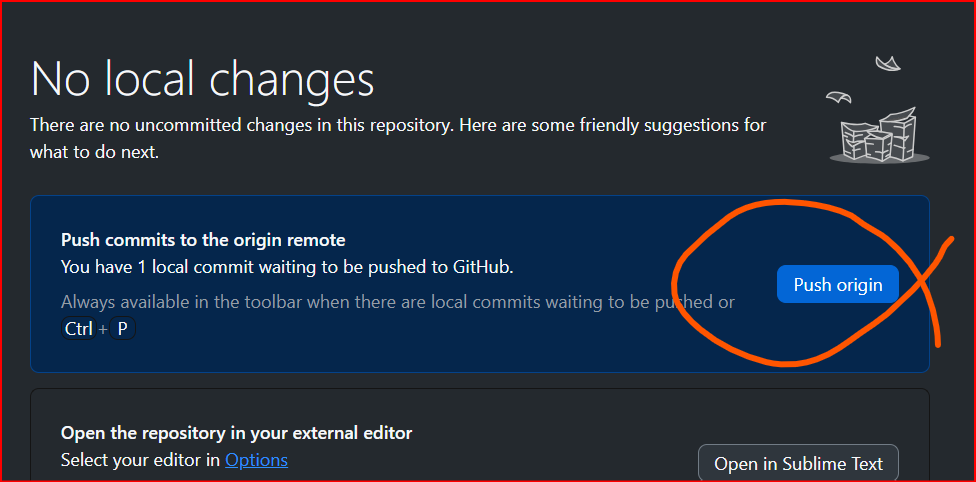 No local changes
There are no uncommitted changes in this repository. Here are some friendly suggestions for
what to do next.
Push commits to the origin remote
You have 1 local commit waiting to be pushed to GitHub.
Always available in the toolbar when there are local commits waiting to be pushed or
Ctrl + P
Push origin
Open the repository in your external editor
Select your editor in Options
Open in Sublime Text